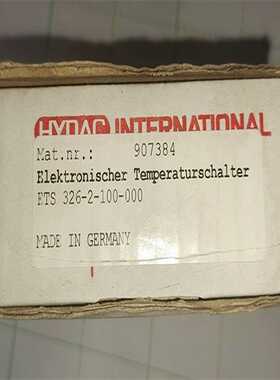 HYDAC INTERNATIONAL
Mat.nr.: 907384
Elektronischer Temperaturschalter
ETS 326-2-100-000
MADE IN GERMANY